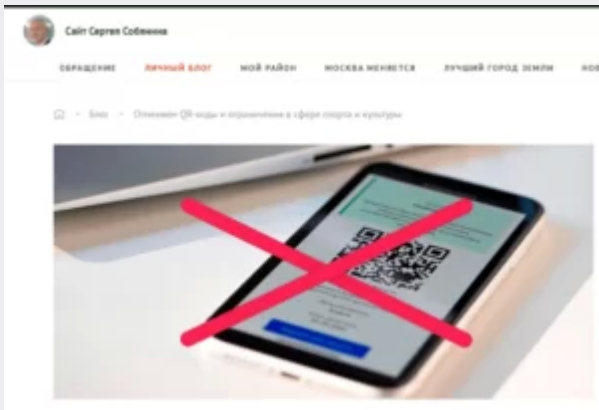 Сайт Сергея Собянина
ОБРАЩЕНИЕ ЛИЧНЫЙ БЛОГ МОЙ РАЙОН МОСКВА МЕНЯЕТСЯ ЛУЧШИЙ ГОРОД ЗЕМЛИ НОВ
Блог • Отменяем QR-коды и ограничения в сфере спорта и культуры